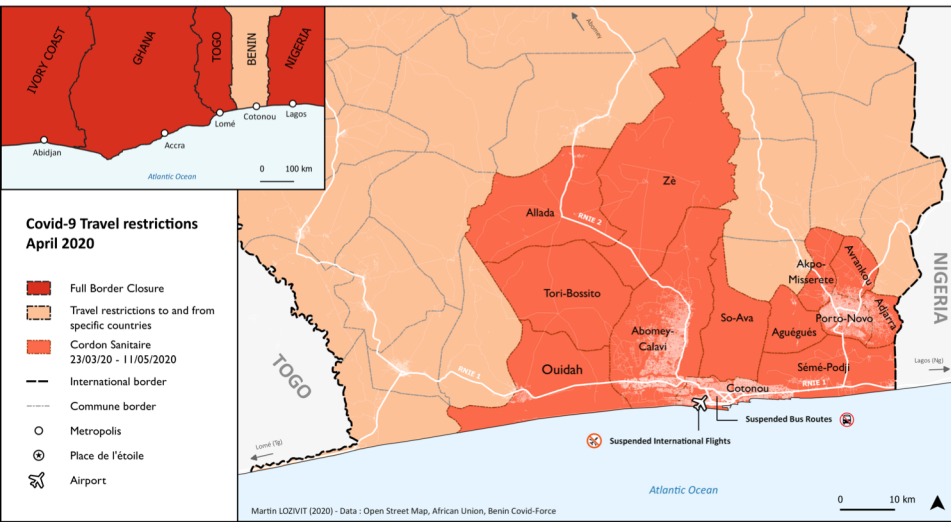 IVORY COAST
GHANA
TOGO
BENIN
NIGERIA
Abidjan
Accra
Lomé
Cotonou
Lagos
Atlantic Ocean
0 100 km
Covid-9 Travel restrictions
April 2020
Full Border Closure
Travel restrictions to and from
specific countries
Cordon Sanitaire
23/03/20 - 11/05/2020
International border
Commune border
Metropolis
Place de l'étoile
Airport
Abomey
Zè
Allada
RNIE 2
Akpo-
Misserete
Avrankou
Adjarra
NIGERIA
Tori-Bossito
So-Ava
Porto-Novo
Aguégués
Abomey-
Calavi
TOGO
Ouidah
Sémé-Podji
Lagos (Ng)
RNIE 1
Cotonou
RNIE 1
Suspended Bus Routes
Suspended International Flights
Lomé (Tg)
Atlantic Ocean
0 10 km
Martin LOZIVIT (2020) - Data : Open Street Map, African Union, Benin Covid-Force